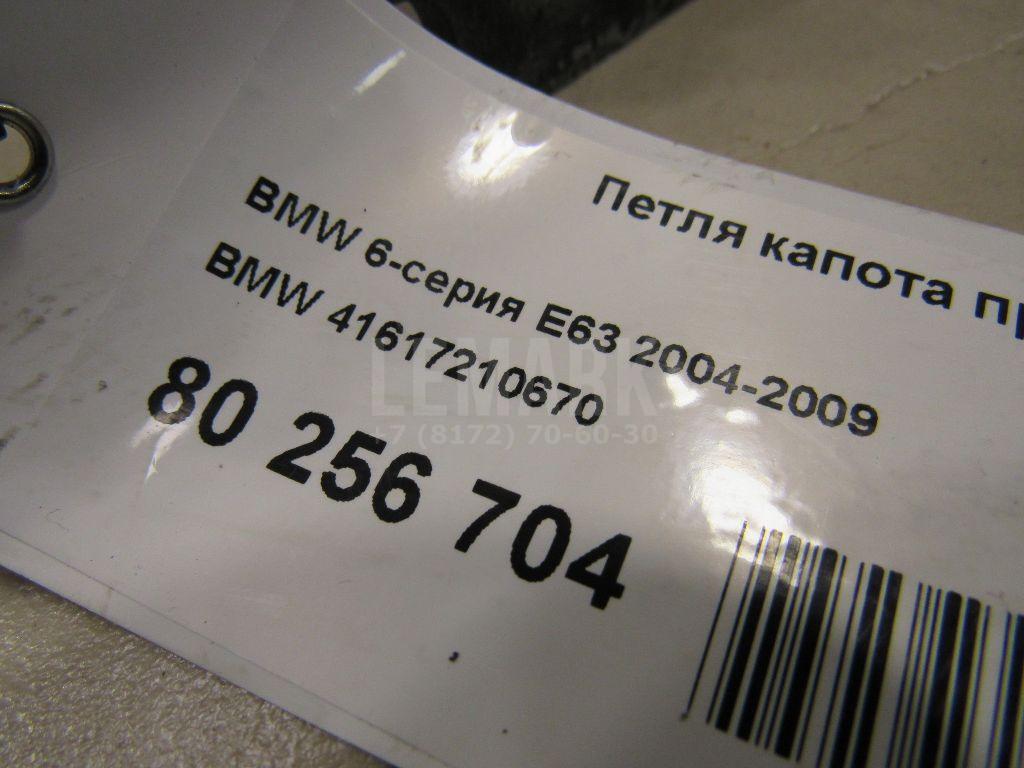 Петля капота
BMW 6-серия E63 2004-2009
BMW 41617210670
80 256 704
LEMARK
+7 (8172) 70-60-30